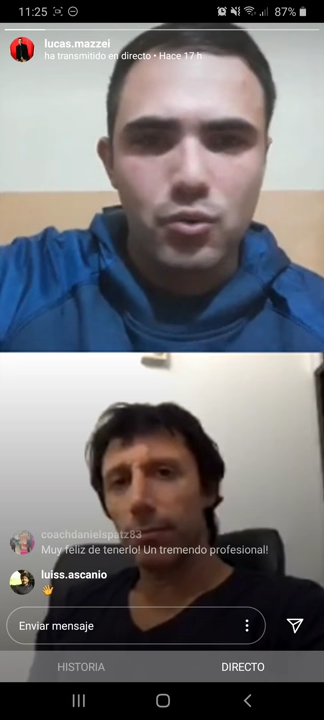 11:25
87%
lucas.mazzei
ha transmitido en directo • Hace 17 h
coachdanielspatz83
Muy feliz de tenerlo! Un tremendo profesional!
luiss.ascanio
👋
Enviar mensaje
HISTORIA
DIRECTO